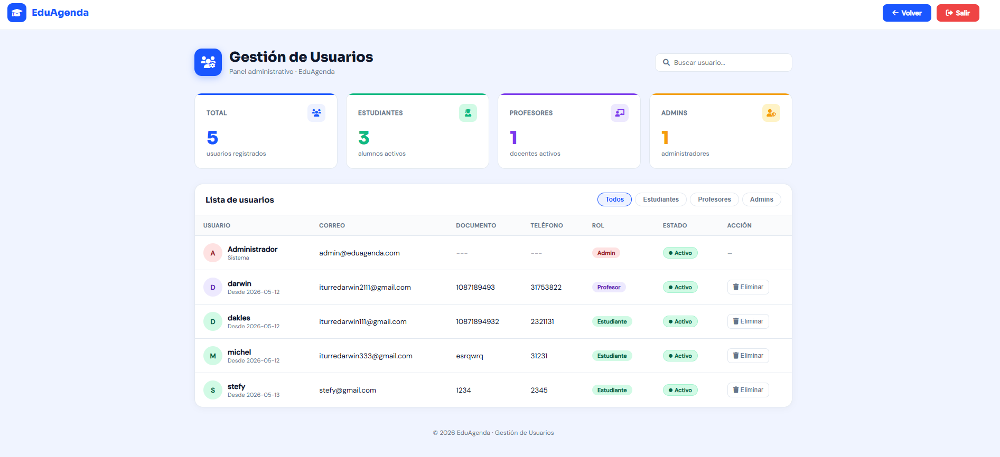 EduAgenda
Volver
Salir
Gestión de Usuarios
Panel administrativo · EduAgenda
Buscar usuario...
TOTAL
5
usuarios registrados
ESTUDIANTES
3
alumnos activos
PROFESORES
1
docentes activos
ADMINS
1
administradores
Lista de usuarios
Todos Estudiantes Profesores Admins
USUARIO CORREO DOCUMENTO TELÉFONO ROL ESTADO ACCIÓN
A Administrador
Sistema
admin@eduagenda.com --- --- Admin Activo —
D darwin
Desde 2026-05-12
iturredarwin2111@gmail.com 1087189493 31753822 Profesor Activo Eliminar
D dakles
Desde 2026-05-12
iturredarwin111@gmail.com 10871894932 2321131 Estudiante Activo Eliminar
M michel
Desde 2026-05-12
iturredarwin333@gmail.com esrqwrq 31231 Estudiante Activo Eliminar
S stefy
Desde 2026-05-13
stefy@gmail.com 1234 2345 Estudiante Activo Eliminar
© 2026 EduAgenda · Gestión de Usuarios